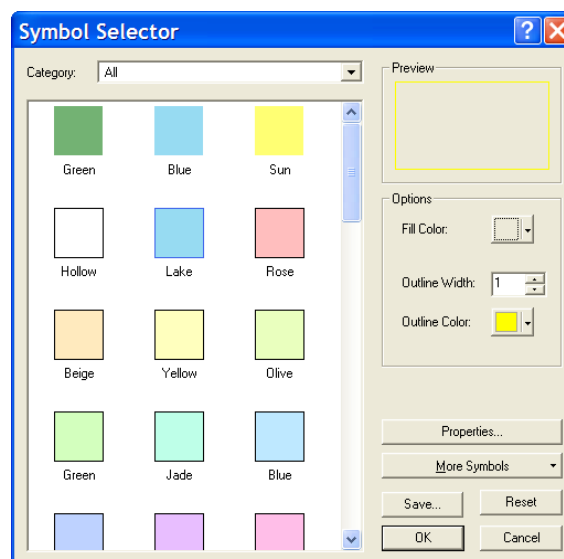 Symbol Selector
Category: All
Green Blue Sun
Hollow Lake Rose
Beige Yellow Olive
Green Jade Blue
Preview
Options
Fill Color:
Outline Width: 1
Outline Color:
Properties...
More Symbols
Save... Reset
OK Cancel